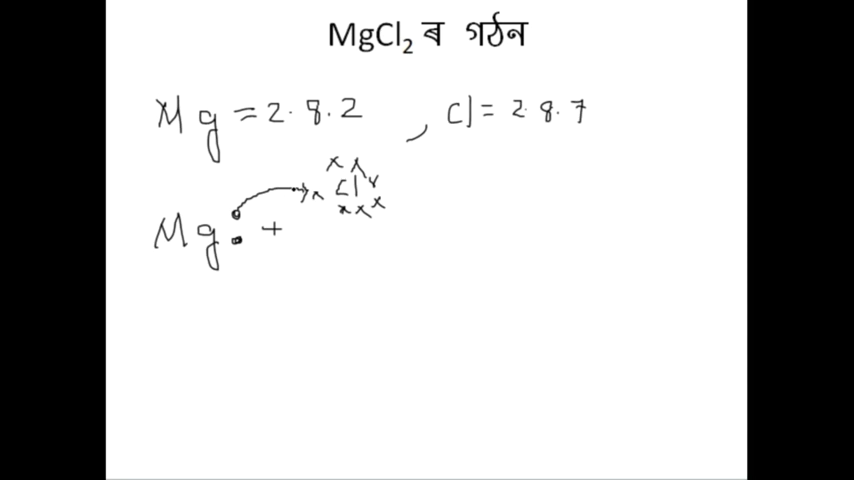 MgCl₂ ৰ গঠন
Mg = 2.8.2 , Cl = 2.8.7
Mg: + Cl